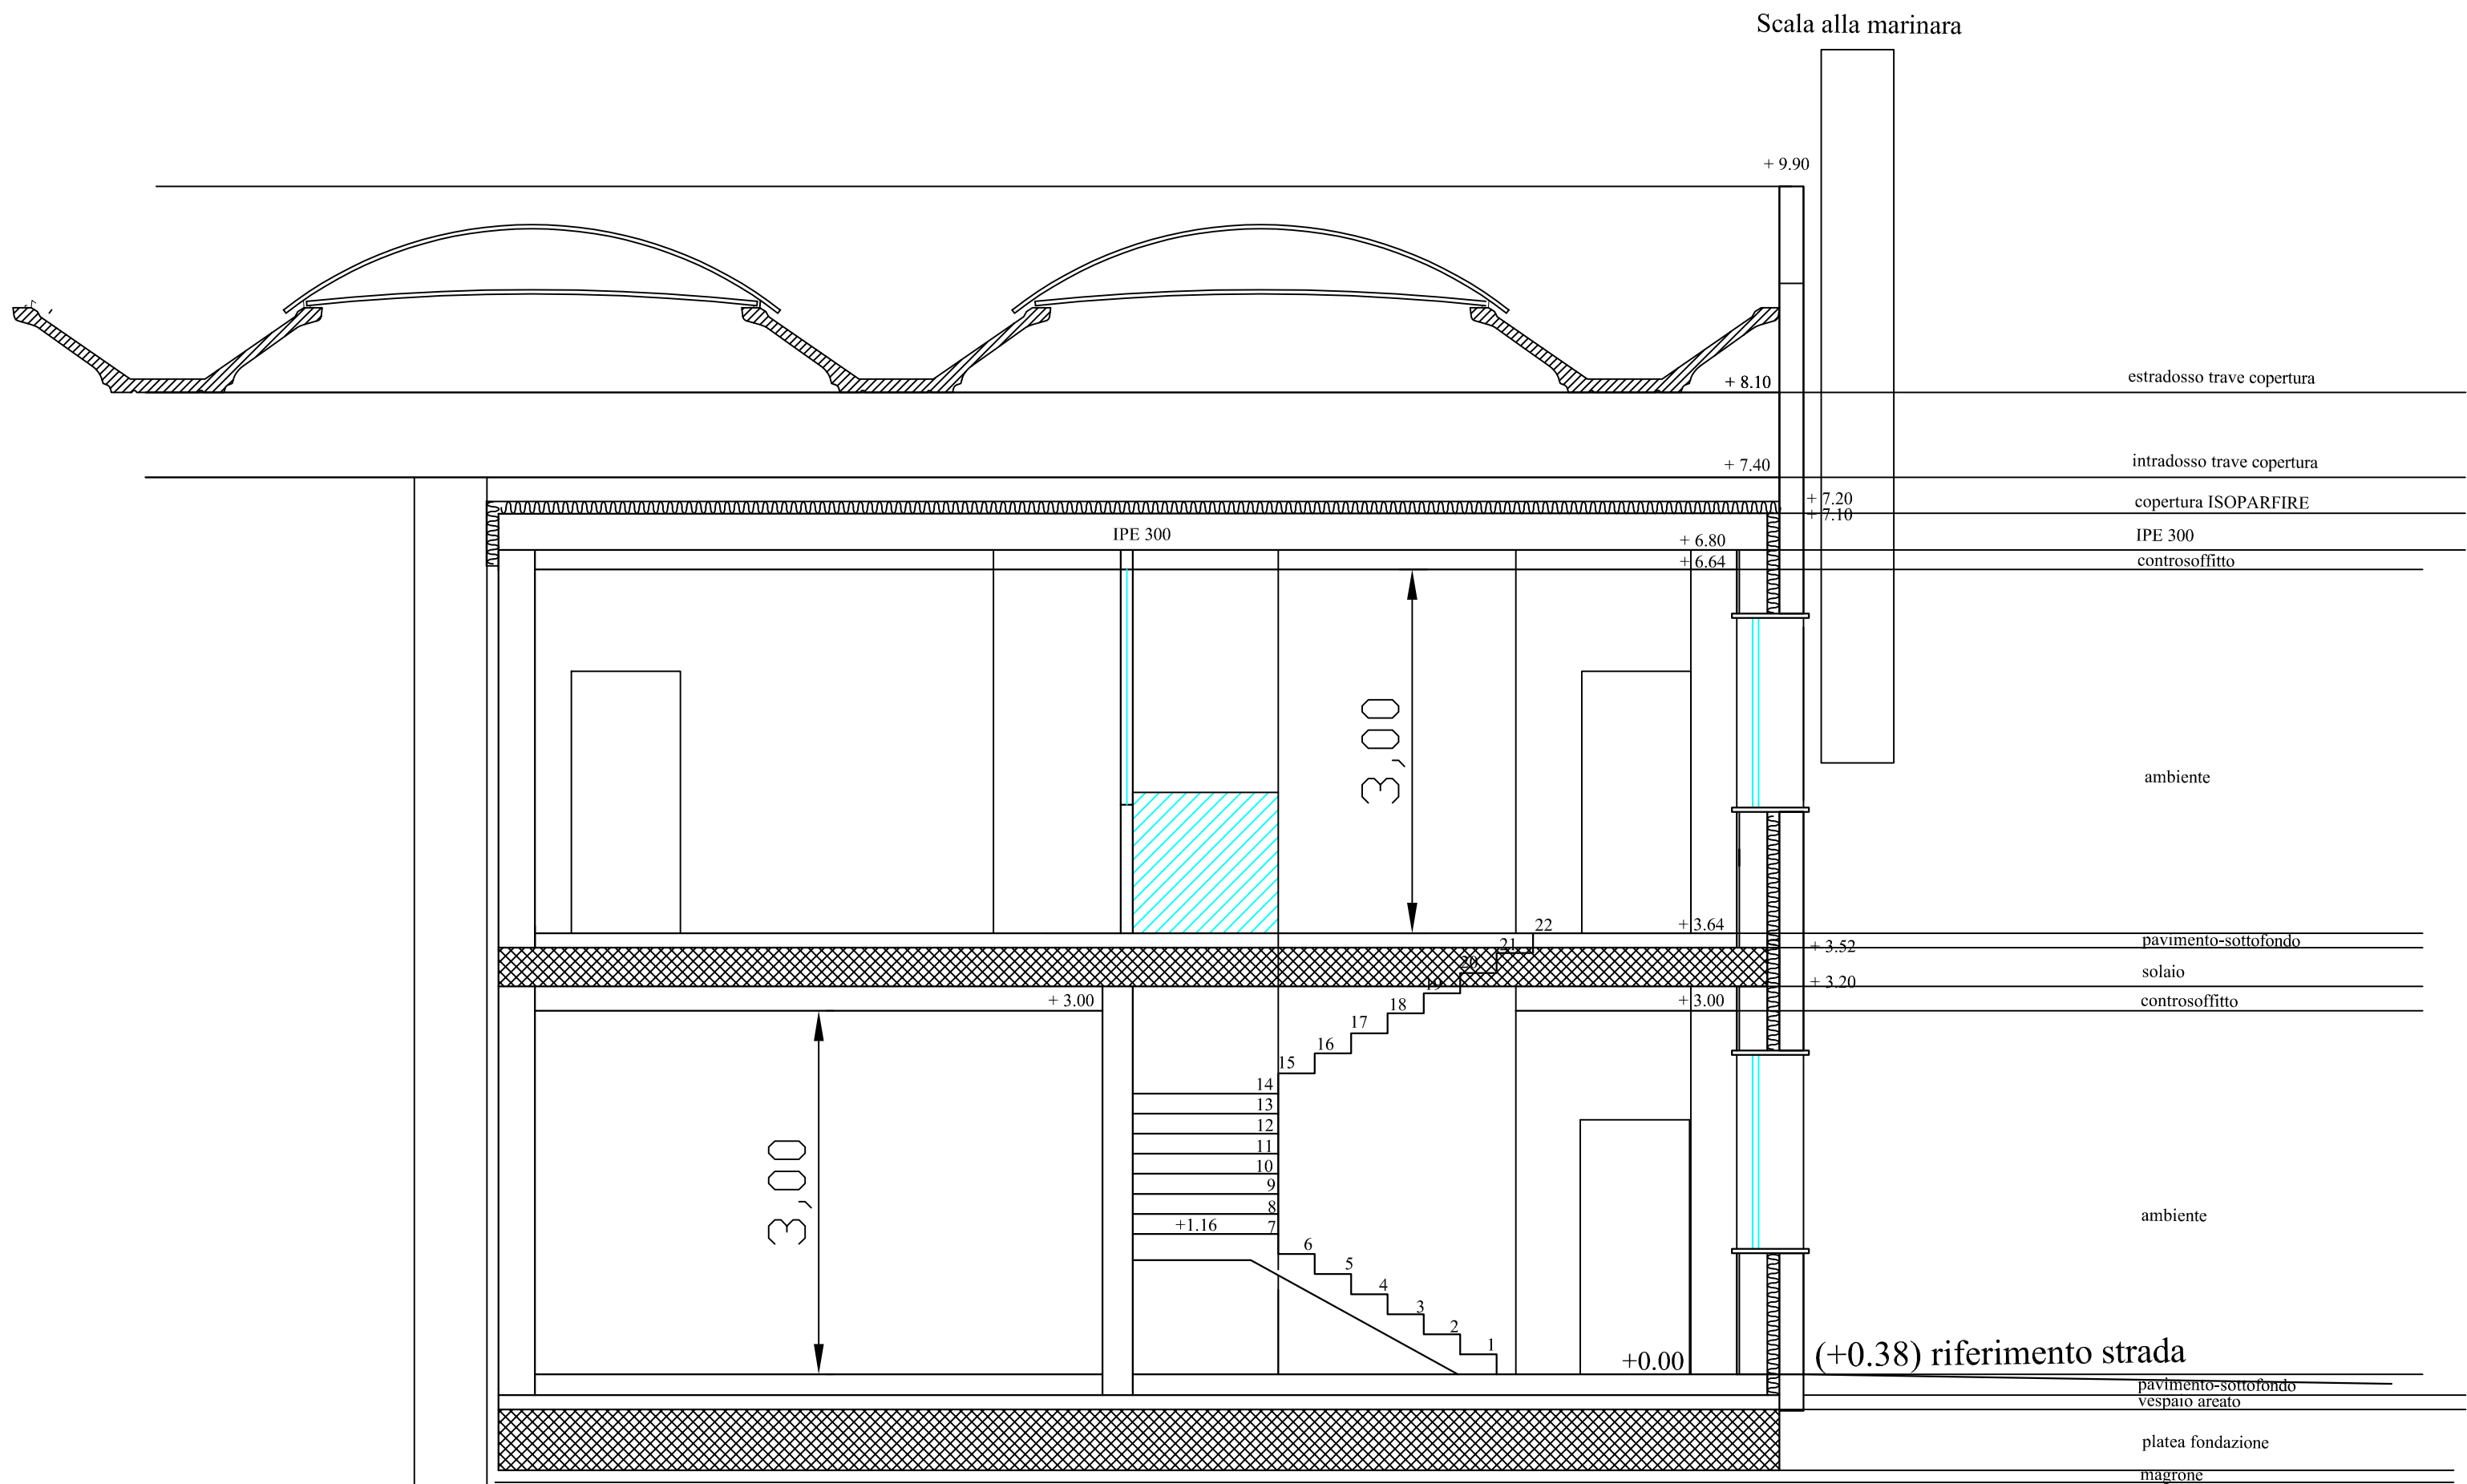 Scala alla marinara
+ 9.90
+ 8.10
estradosso trave copertura
+ 7.40
intradosso trave copertura
+ 7.20
copertura ISOPARFIRE
+ 7.10
IPE 300
+ 6.80
IPE 300
+ 6.64
controsoffitto
3,00
ambiente
22
+ 3.64
21
+ 3.52
pavimento-sottofondo
20
solaio
19
+ 3.20
+ 3.00
18
+ 3.00
controsoffitto
17
16
15
14
13
12
11
10
9
8
+1.16
7
3,00
ambiente
6
5
4
3
2
1
+0.00
(+0.38) riferimento strada
pavimento-sottofondo
vespaio areato
platea fondazione
magrone